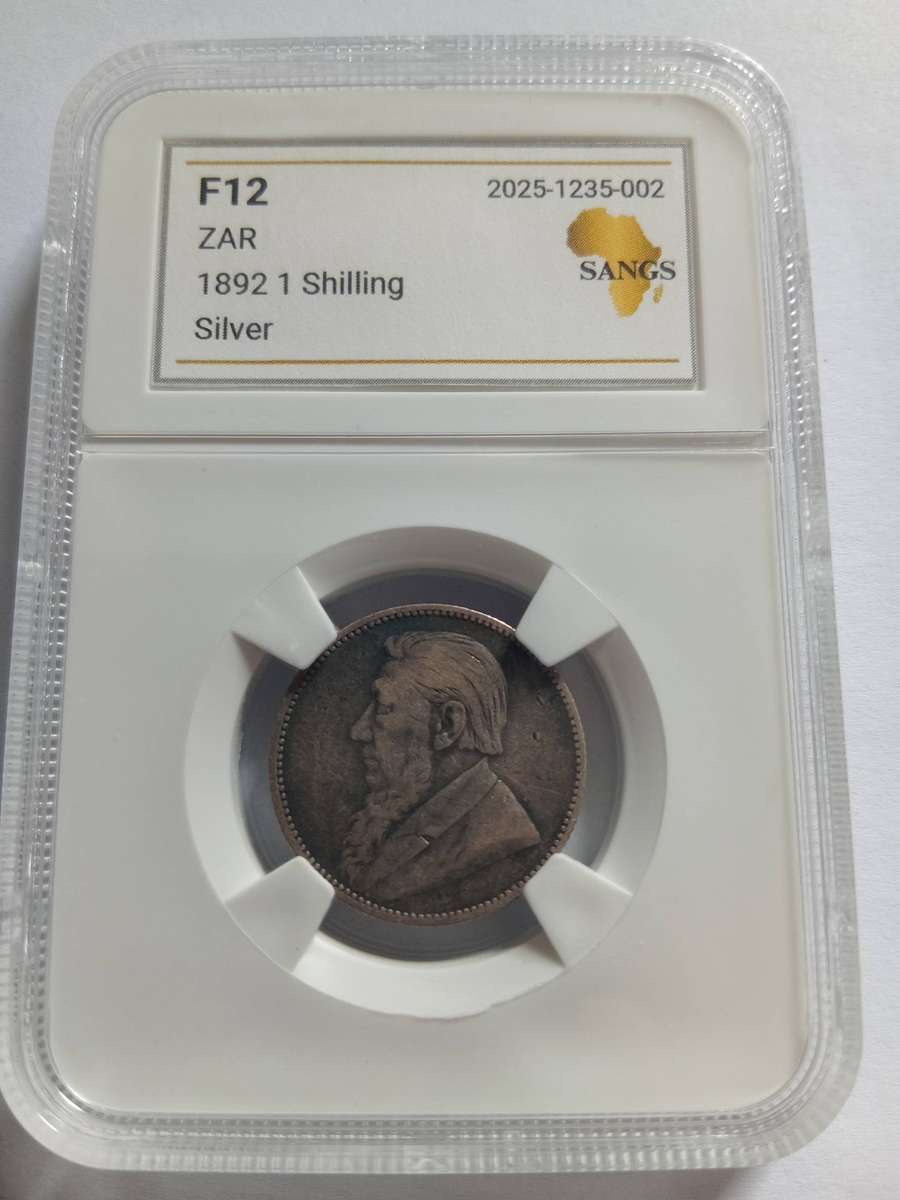 F12
2025-1235-002
ZAR
SANGS
1892 1 Shilling
Silver